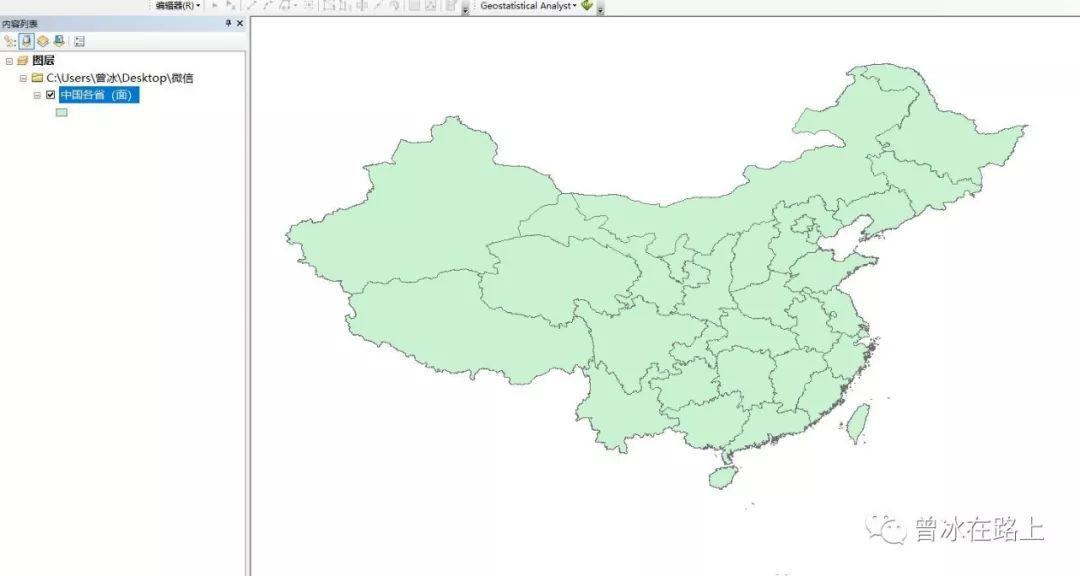 编辑器(R)
Geostatistical Analyst
内容列表
图层
C:\Users\曾冰\Desktop\微信
中国各省（面）
曾冰在路上